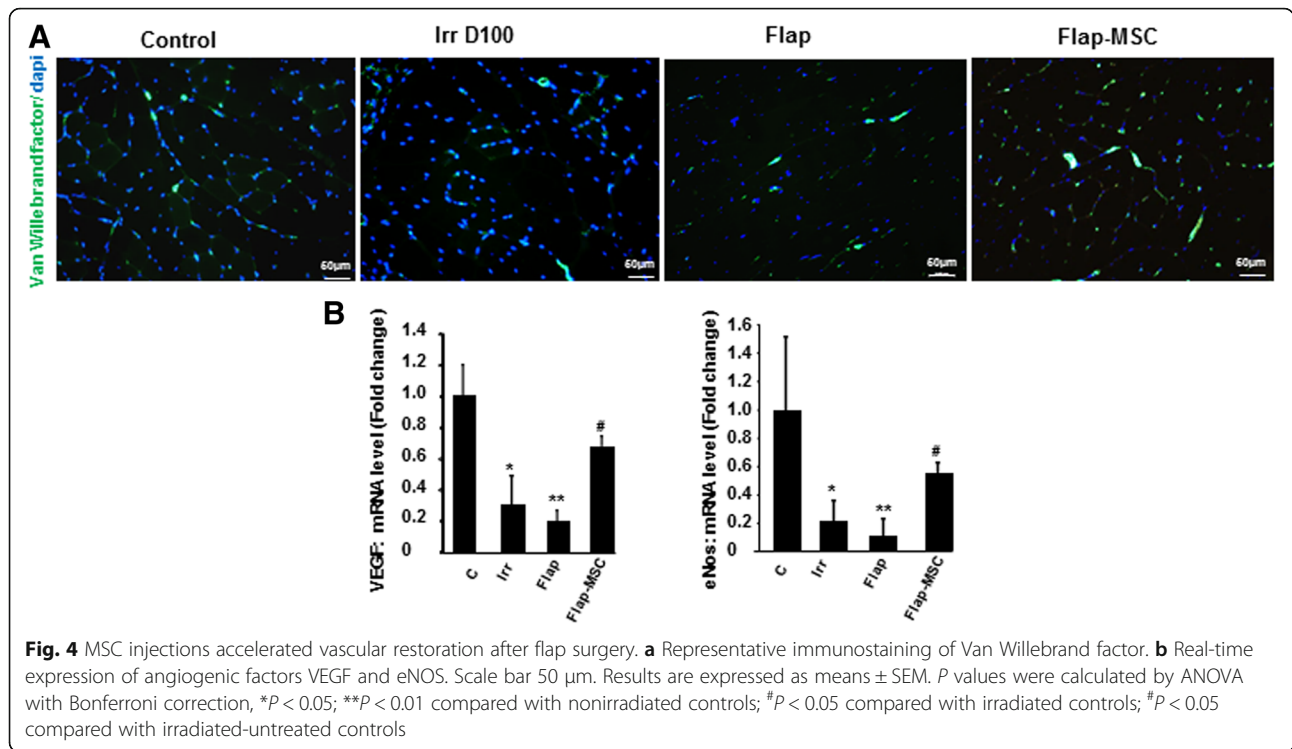 A
Control
Irr D100
Flap
Flap-MSC
Van Willebrandfactor/ dapi
60µm
60µm
60µm
60µm
B
VEGF: mRNA level (Fold change)
1.4
1.2
1.0
0.8
0.6
0.4
0.2
0
*
**
#
C
Irr
Flap
Flap-MSC
eNos: mRNA level (Fold change)
1.6
1.4
1.2
1.0
0.8
0.6
0.4
0.2
0
*
**
#
C
Irr
Flap
Flap-MSC
Fig. 4 MSC injections accelerated vascular restoration after flap surgery. a Representative immunostaining of Van Willebrand factor. b Real-time
expression of angiogenic factors VEGF and eNOS. Scale bar 50 μm. Results are expressed as means ± SEM. P values were calculated by ANOVA
with Bonferroni correction, *P < 0.05; **P < 0.01 compared with nonirradiated controls; #P < 0.05 compared with irradiated controls; #P < 0.05
compared with irradiated-untreated controls